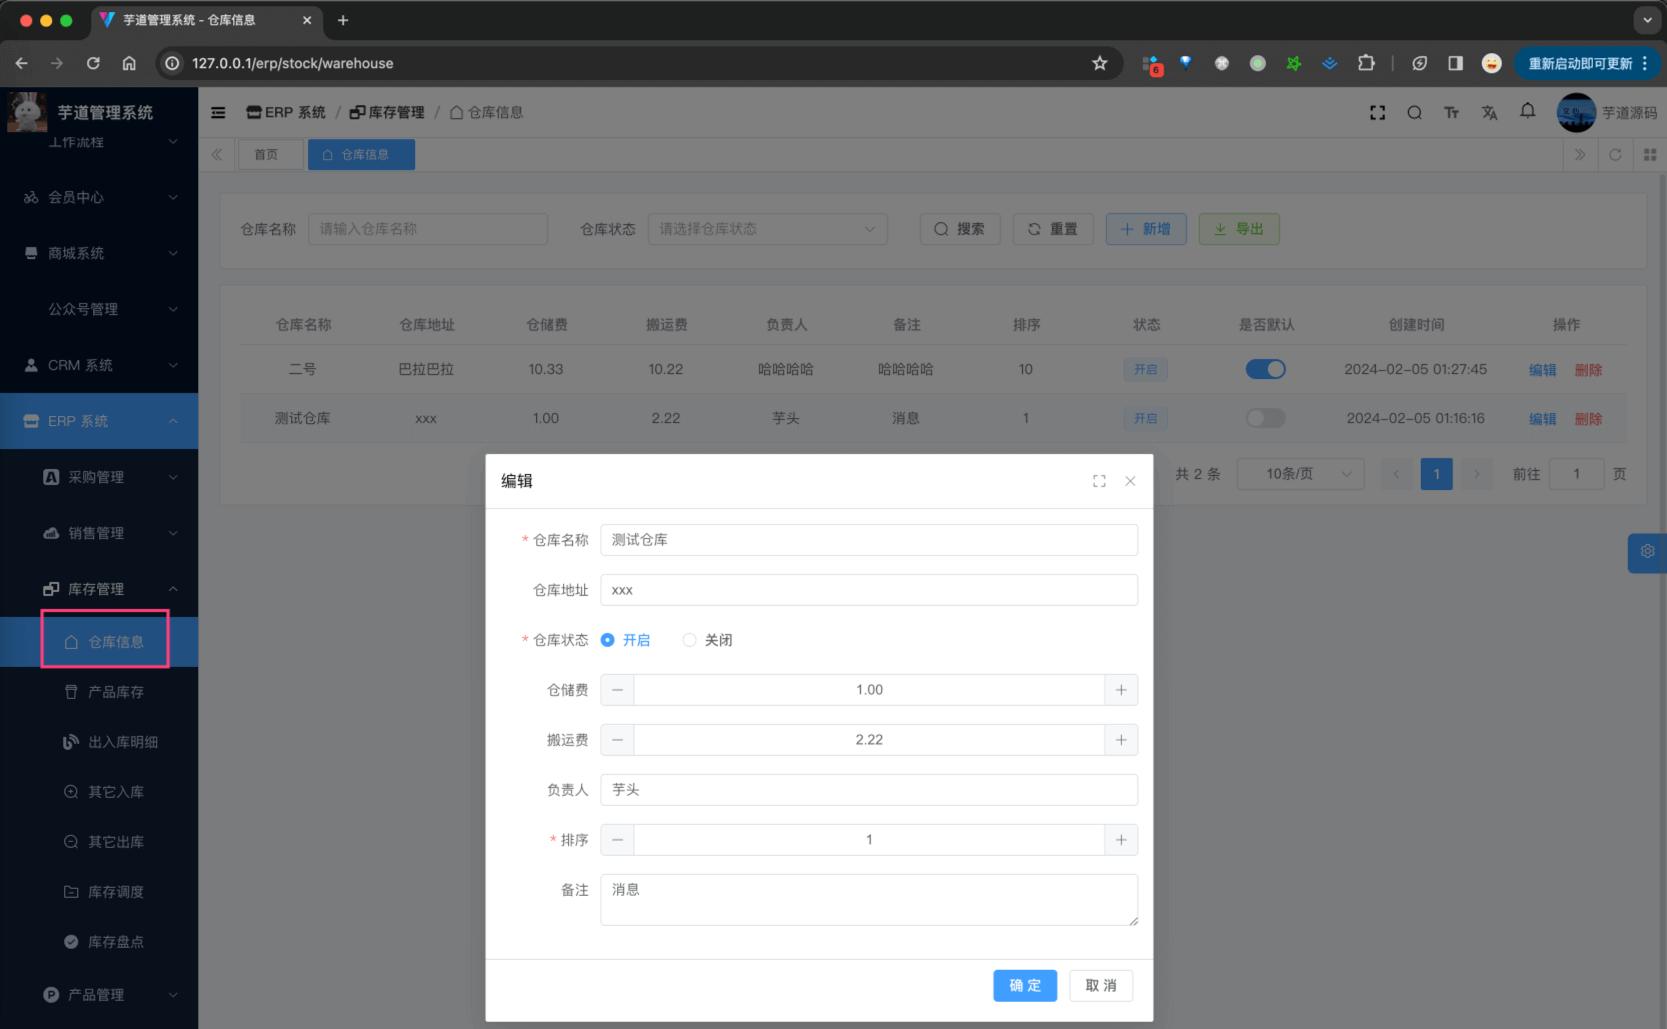 芋道管理系统 - 仓库信息
127.0.0.1/erp/stock/warehouse
6
重新启动即可更新
芋道管理系统
ERP 系统 / 库存管理 / 仓库信息
芋道源码
首页
仓库信息
工作流程
会员中心
商城系统
公众号管理
CRM 系统
ERP 系统
采购管理
销售管理
库存管理
仓库信息
产品库存
出入库明细
其它入库
其它出库
库存调度
库存盘点
产品管理
仓库名称 请输入仓库名称 仓库状态 请选择仓库状态 搜索 重置 新增 导出
仓库名称 仓库地址 仓储费 搬运费 负责人 备注 排序 状态 是否默认 创建时间 操作
二号 巴拉巴拉 10.33 10.22 哈哈哈哈 哈哈哈哈 10 开启 2024-02-05 01:27:45 编辑 删除
测试仓库 xxx 1.00 2.22 芋头 消息 1 开启 2024-02-05 01:16:16 编辑 删除
共 2 条 10条/页 1 前往 1 页
编辑
* 仓库名称 测试仓库
仓库地址 xxx
* 仓库状态 开启 关闭
仓储费 1.00
搬运费 2.22
负责人 芋头
* 排序 1
备注 消息
确 定 取 消